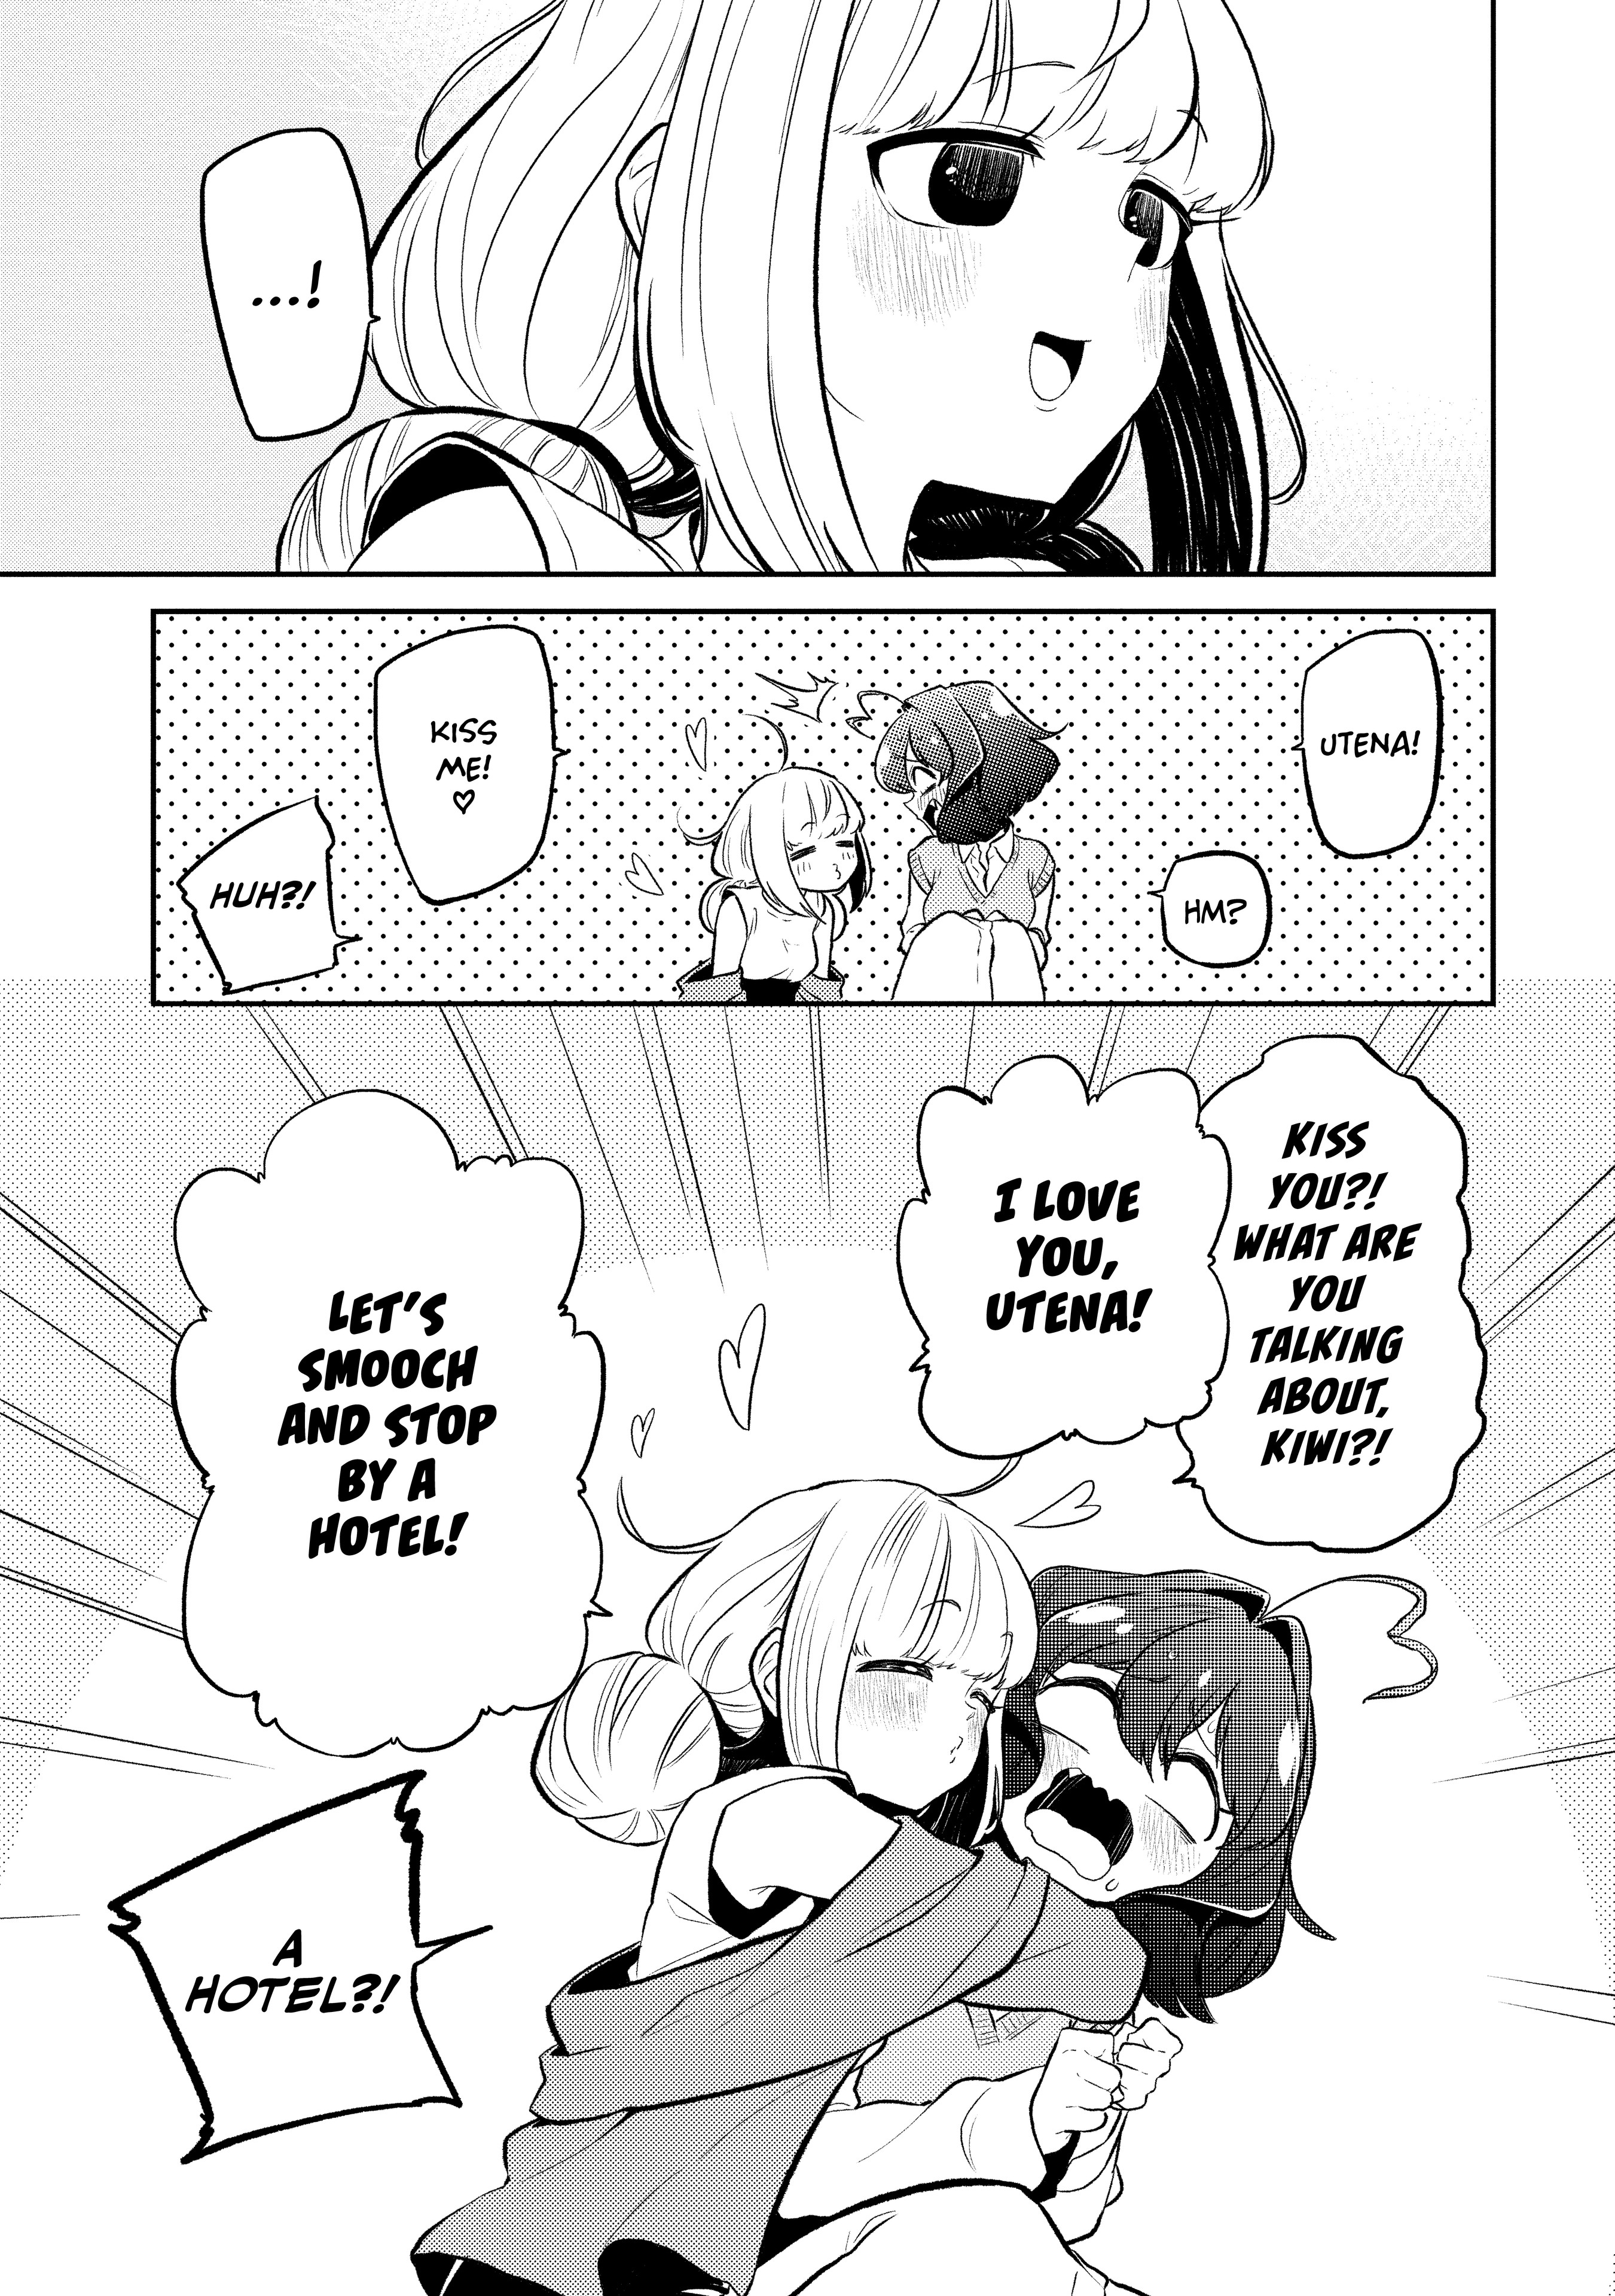 ...!
UTENA!
HM?
KISS
ME!
♡
HUH?!
KISS
YOU?!
WHAT ARE
YOU
TALKING
ABOUT,
KIWI?!
I LOVE
YOU,
UTENA!
LET'S
SMOOCH
AND STOP
BY A
HOTEL!
A
HOTEL?!